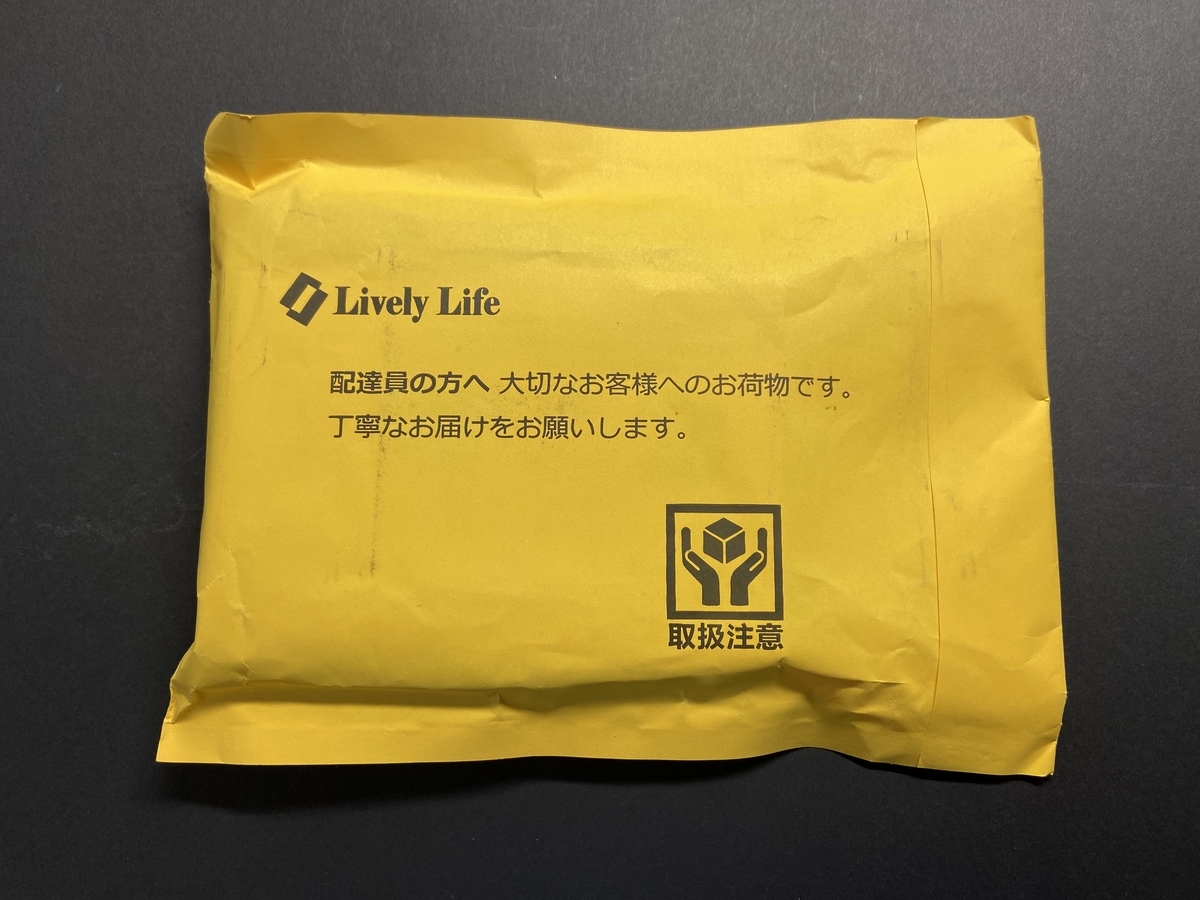 Lively Life
配達員の方へ 大切なお客様へのお荷物です。
丁寧なお届けをお願いします。
取扱注意